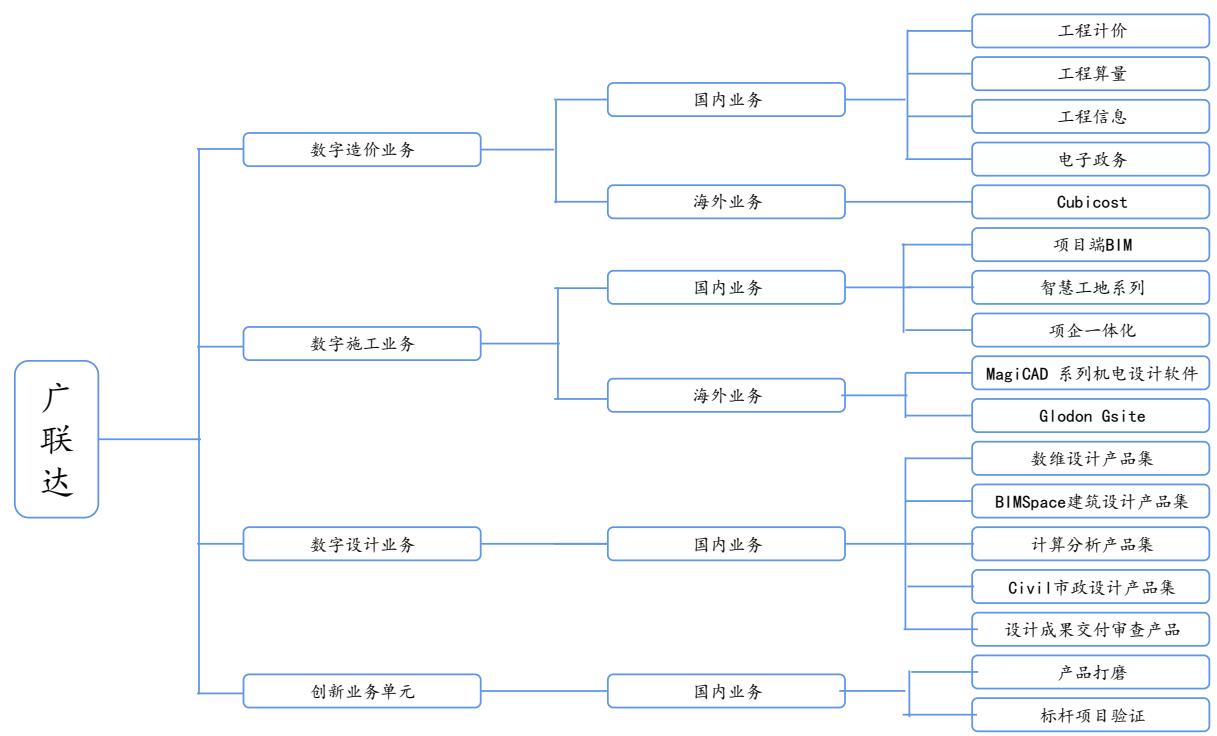 广
联
达
数字造价业务
国内业务
工程计价
工程算量
工程信息
电子政务
海外业务
Cubicost
数字施工业务
国内业务
项目端BIM
智慧工地系列
项企一体化
海外业务
MagiCAD 系列机电设计软件
Glodon Gsite
数字设计业务
国内业务
数维设计产品集
BIMSpace建筑设计产品集
计算分析产品集
Civil市政设计产品集
设计成果交付审查产品
创新业务单元
国内业务
产品打磨
标杆项目验证